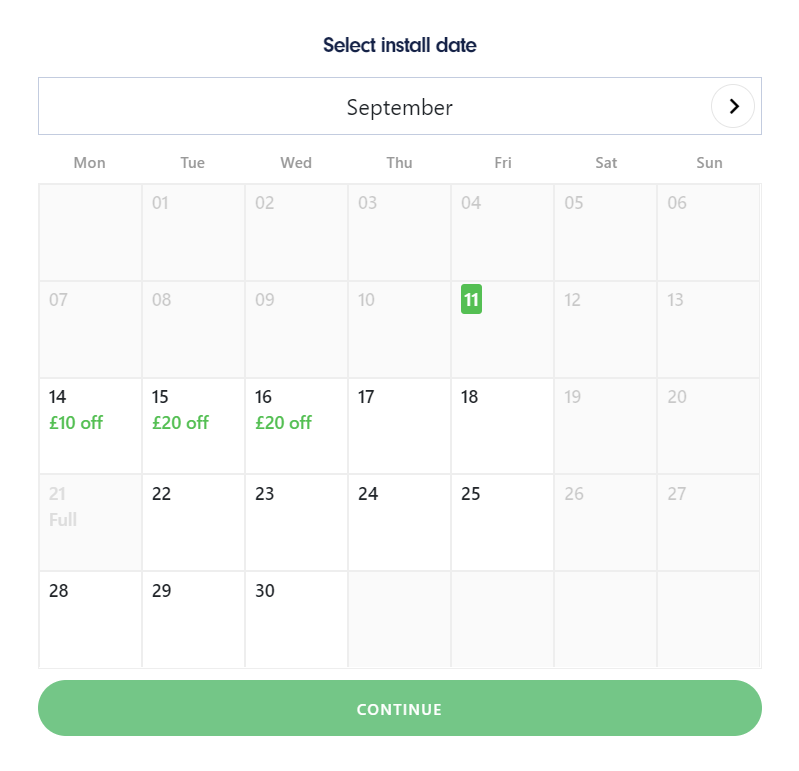 Select install date
September
Mon Tue Wed Thu Fri Sat Sun
01 02 03 04 05 06
07 08 09 10 11 12 13
14 15 16 17 18 19 20
£10 off £20 off £20 off
21 22 23 24 25 26 27
Full
28 29 30
CONTINUE